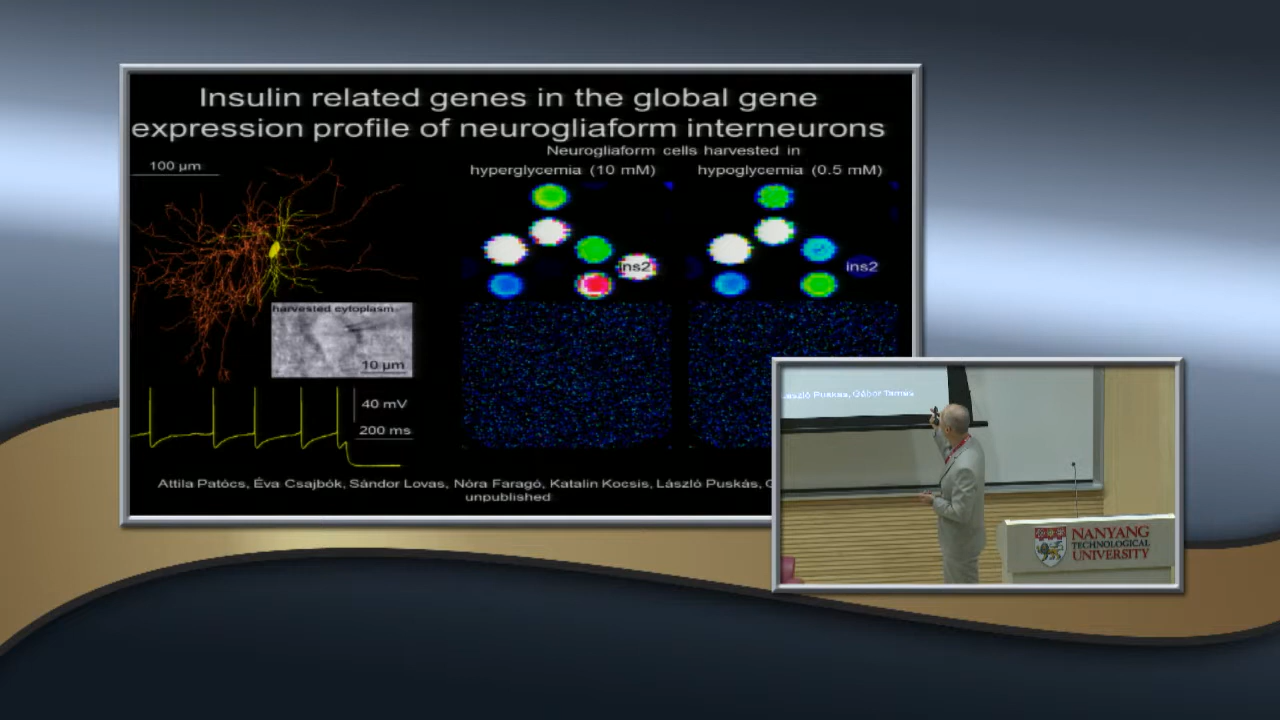 Insulin related genes in the global gene
expression profile of neurogliaform interneurons
Neurogliaform cells harvested in
100 µm
hyperglycemia (10 mM)
hypoglycemia (0.5 mM)
ins2
ins2
harvested cytoplasm
10 µm
40 mV
200 ms
Attila Patócs, Éva Csajbók, Sándor Lovas, Nóra Faragó, Katalin Kocsis, László Puskás,
unpublished
László Puskás, Gábor Tamás
NANYANG
TECHNOLOGICAL
UNIVERSITY